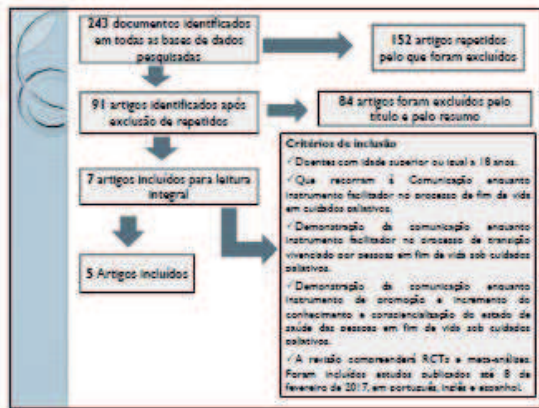 243 documentos identificados
em todas as bases de dados
pesquisadas
152 artigos repetidos
pelo que foram excluídos
91 artigos identificados após
exclusão de repetidos
84 artigos foram excluídos pelo
título e pelo resumo
7 artigos incluídos para leitura
integral
5 Artigos incluídos
Critérios de inclusão
✓Doentes com idade superior ou igual a 18 anos.
✓Que recorram à Comunicação enquanto
instrumento facilitador no processo de fim de vida
em cuidados paliativos.
✓Demonstração da comunicação enquanto
instrumento facilitador no processo de transição
vivenciado por pessoas em fim de vida sob cuidados
paliativos.
✓Demonstração da comunicação enquanto
instrumento de promoção e incremento do
conhecimento e consciencialização do estado de
saúde das pessoas em fim de vida sob cuidados
paliativos.
✓A revisão compreenderá RCTs e meta-análises.
Foram incluídos estudos publicados até 8 de
fevereiro de 2017, em português, inglês e espanhol.